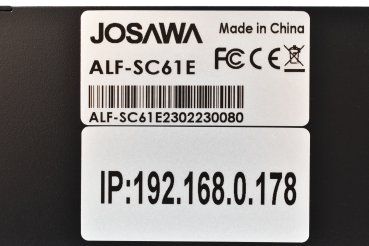 JOSAWA Made in China
ALF-SC61E FC CE
ALF-SC61E2302230080
IP:192.168.0.178